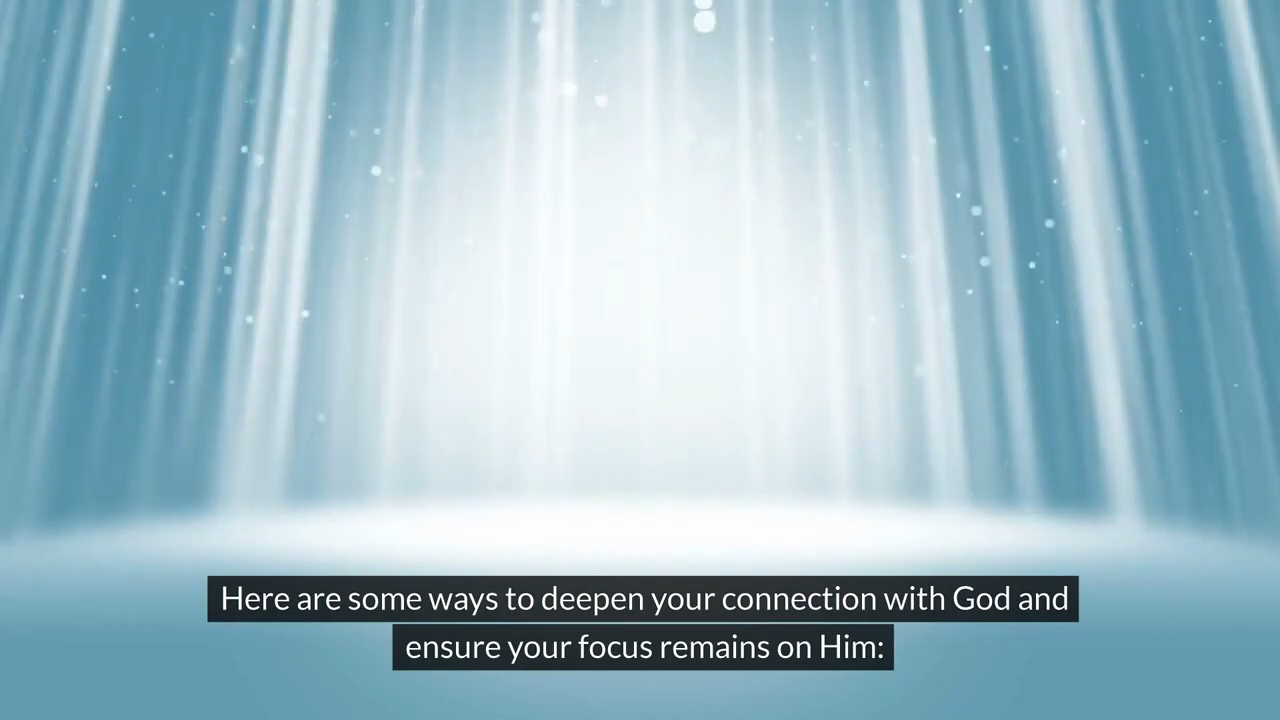 Here are some ways to deepen your connection with God and
ensure your focus remains on Him: